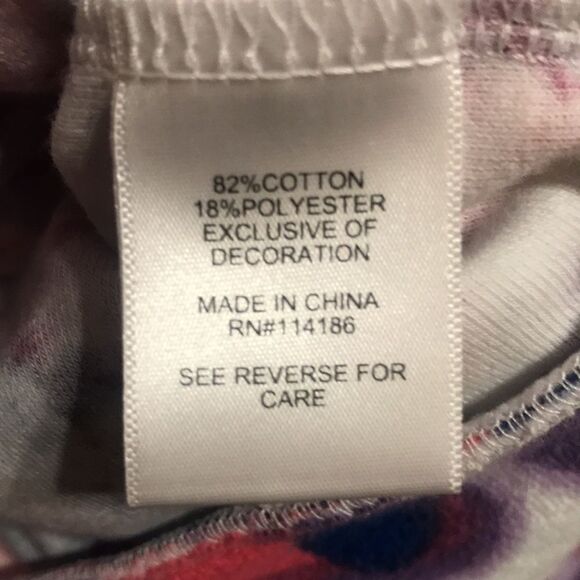 82%COTTON
18%POLYESTER
EXCLUSIVE OF
DECORATION
MADE IN CHINA
RN#114186
SEE REVERSE FOR
CARE